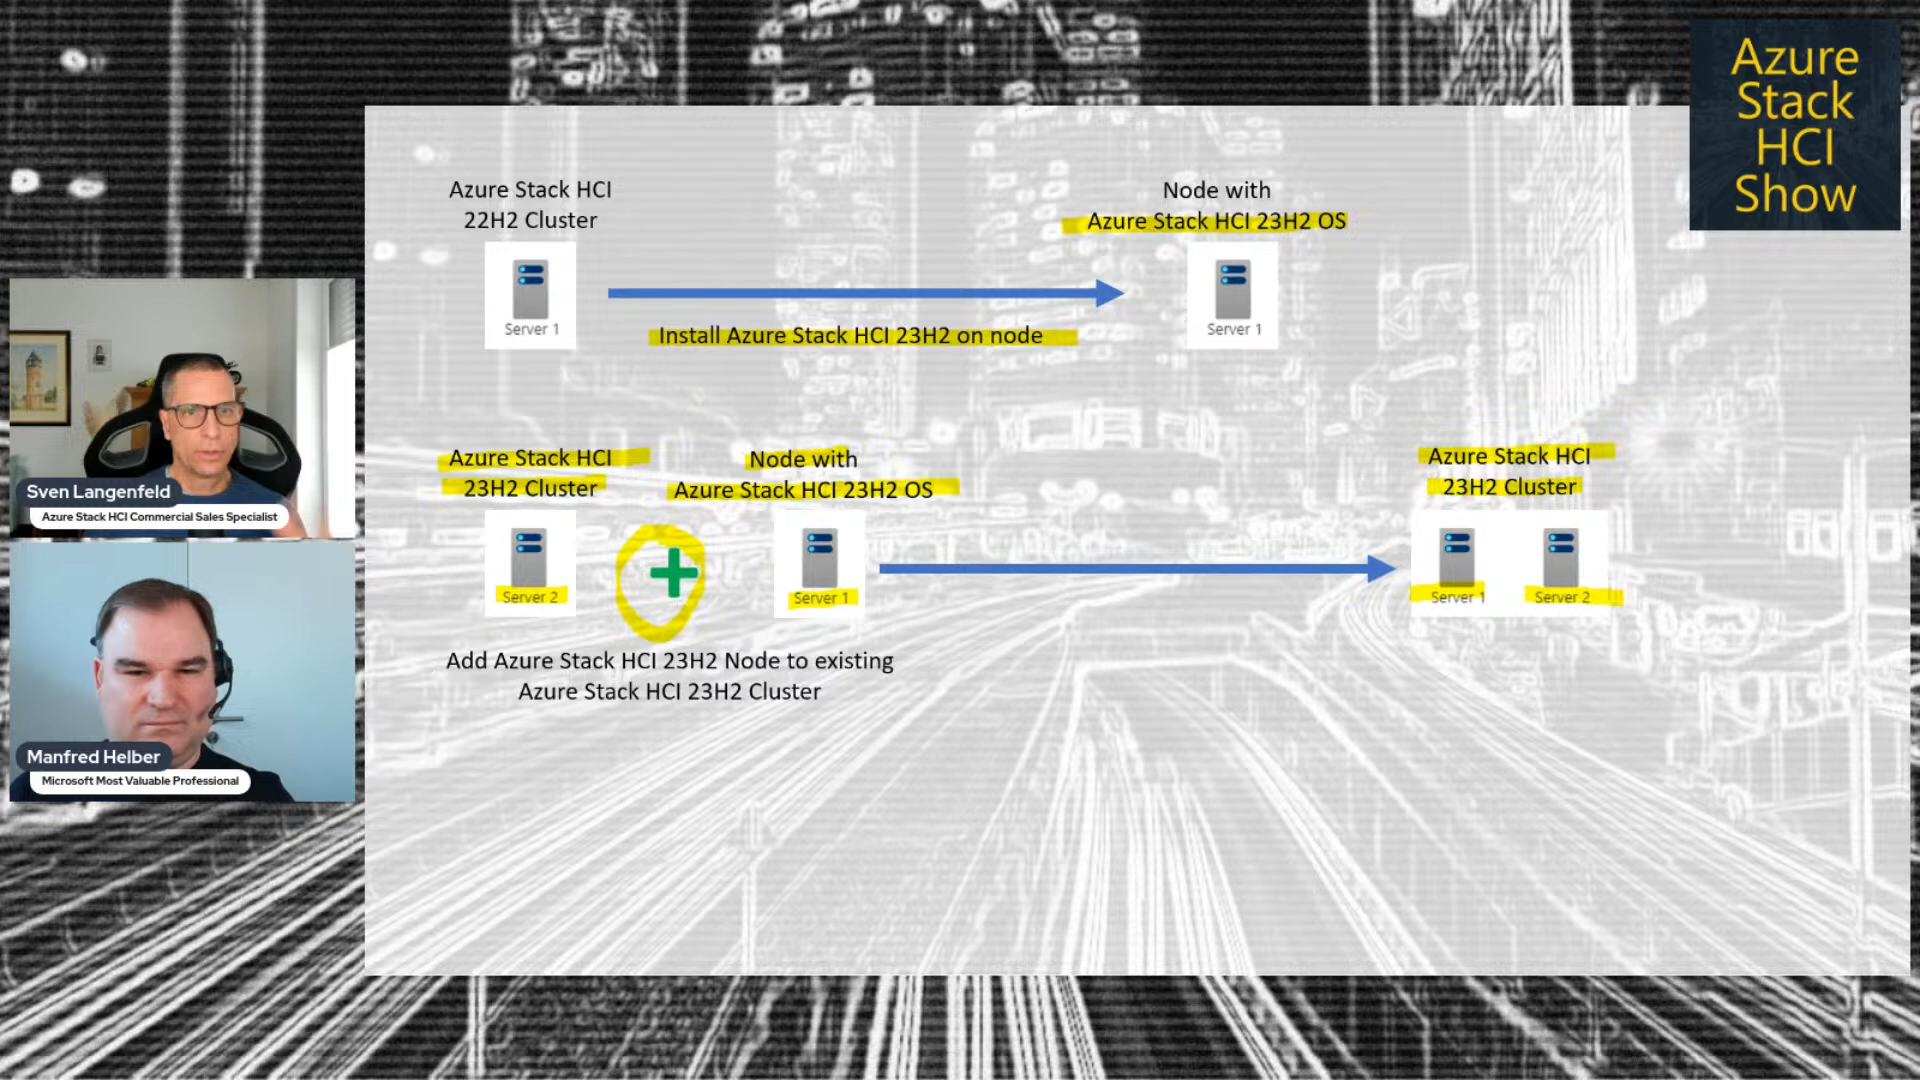 Azure
Stack
HCI
Show
Azure Stack HCI
22H2 Cluster
Server 1
Install Azure Stack HCI 23H2 on node
Node with
Azure Stack HCI 23H2 OS
Server 1
Azure Stack HCI
23H2 Cluster
Server 2
Node with
Azure Stack HCI 23H2 OS
Server 1
Azure Stack HCI
23H2 Cluster
Server 1
Server 2
Add Azure Stack HCI 23H2 Node to existing
Azure Stack HCI 23H2 Cluster
Sven Langenfeld
Azure Stack HCI Commercial Sales Specialist
Manfred Helber
Microsoft Most Valuable Professional